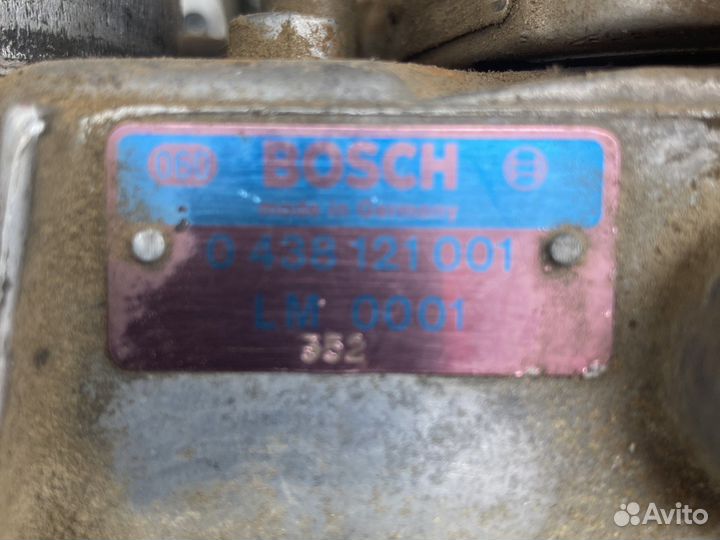 BOSCH
made in Germany
0 438 121 001
LM 0001
352
Avito